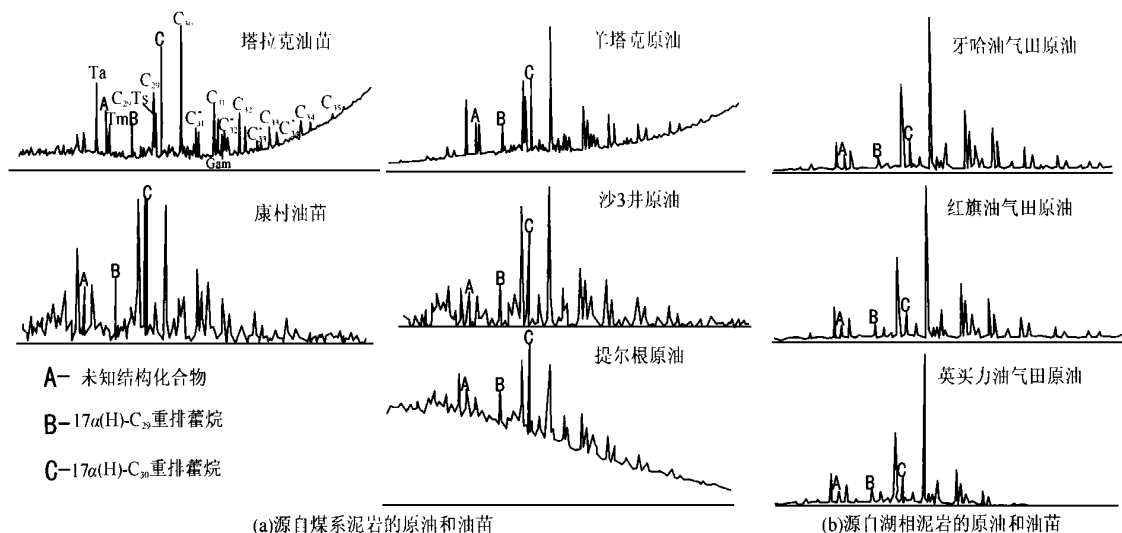 塔拉克油苗
Ta
A
Tm
B
C₂₉Ts
C₂₉
C
C₃₀
C₃₁
C₃₁
Gam
C₃₂
C₃₂
C₃₃
C₃₃
C₃₄
C₃₅
羊塔克原油
A
B
C
牙哈油气田原油
A
B
C
康村油苗
A
B
C
沙3井原油
A
B
C
红旗油气田原油
A
B
C
提尔根原油
A
B
C
英买力油气田原油
A
B
C
A- 未知结构化合物
B-17α(H)-C₂₉重排藿烷
C-17α(H)-C₃₀重排藿烷
(a)源自煤系泥岩的原油和油苗
(b)源自湖相泥岩的原油和油苗